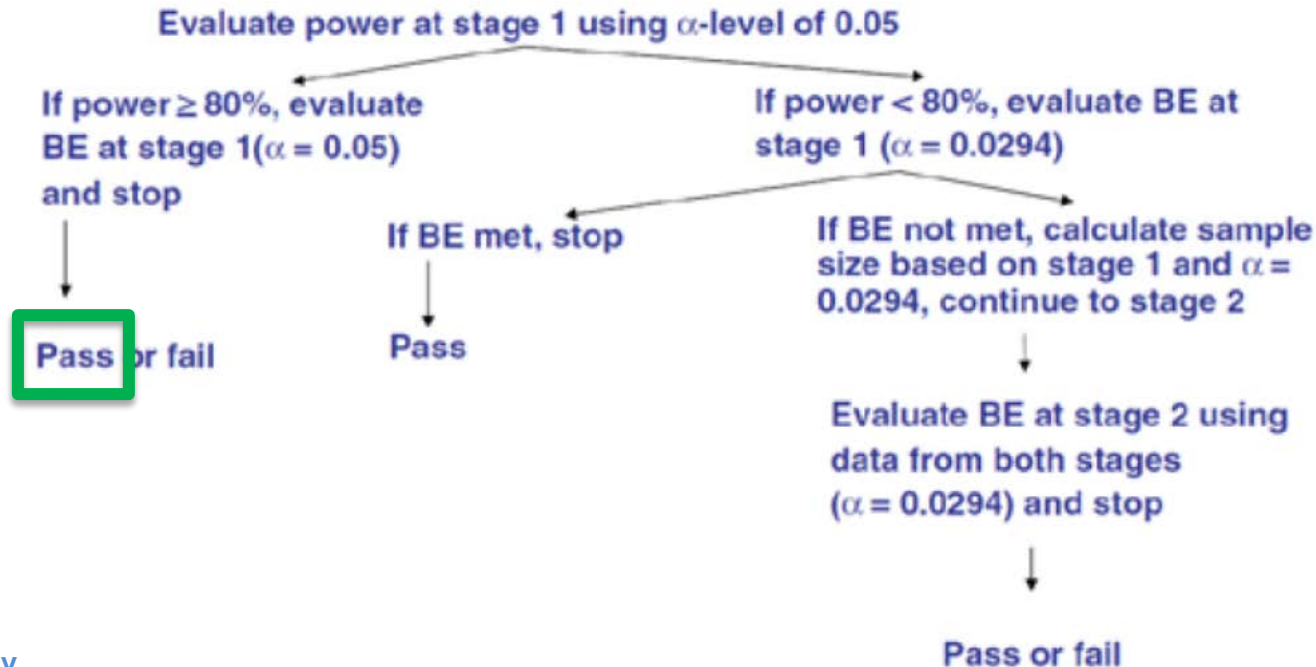 Evaluate power at stage 1 using α-level of 0.05
If power ≥ 80%, evaluate
BE at stage 1(α = 0.05)
and stop
If power < 80%, evaluate BE at
stage 1 (α = 0.0294)
If BE met, stop
If BE not met, calculate sample
size based on stage 1 and α =
0.0294, continue to stage 2
Pass or fail
Pass
Evaluate BE at stage 2 using
data from both stages
(α = 0.0294) and stop
Pass or fail